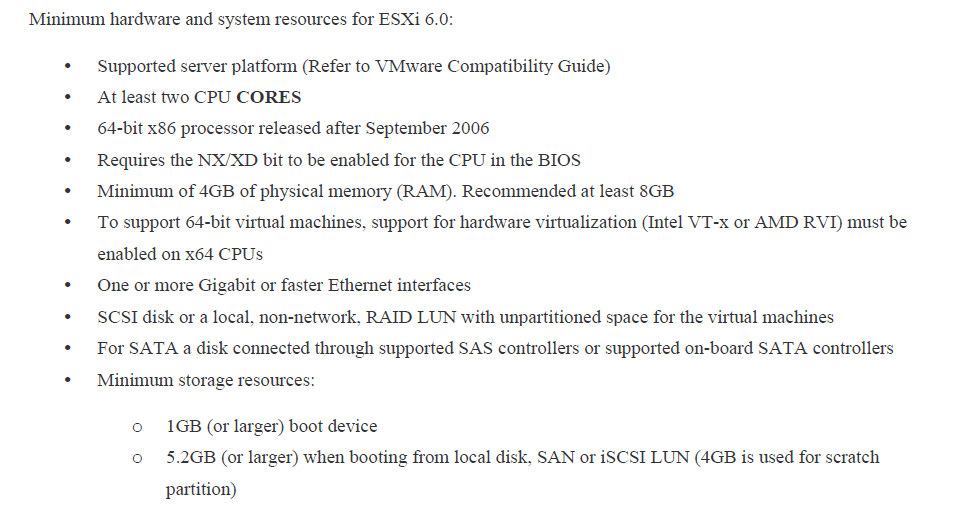 Minimum hardware and system resources for ESXi 6.0:
• Supported server platform (Refer to VMware Compatibility Guide)
• At least two CPU CORES
• 64-bit x86 processor released after September 2006
• Requires the NX/XD bit to be enabled for the CPU in the BIOS
• Minimum of 4GB of physical memory (RAM). Recommended at least 8GB
• To support 64-bit virtual machines, support for hardware virtualization (Intel VT-x or AMD RVI) must be
enabled on x64 CPUs
• One or more Gigabit or faster Ethernet interfaces
• SCSI disk or a local, non-network, RAID LUN with unpartitioned space for the virtual machines
• For SATA a disk connected through supported SAS controllers or supported on-board SATA controllers
• Minimum storage resources:
o 1GB (or larger) boot device
o 5.2GB (or larger) when booting from local disk, SAN or iSCSI LUN (4GB is used for scratch
partition)